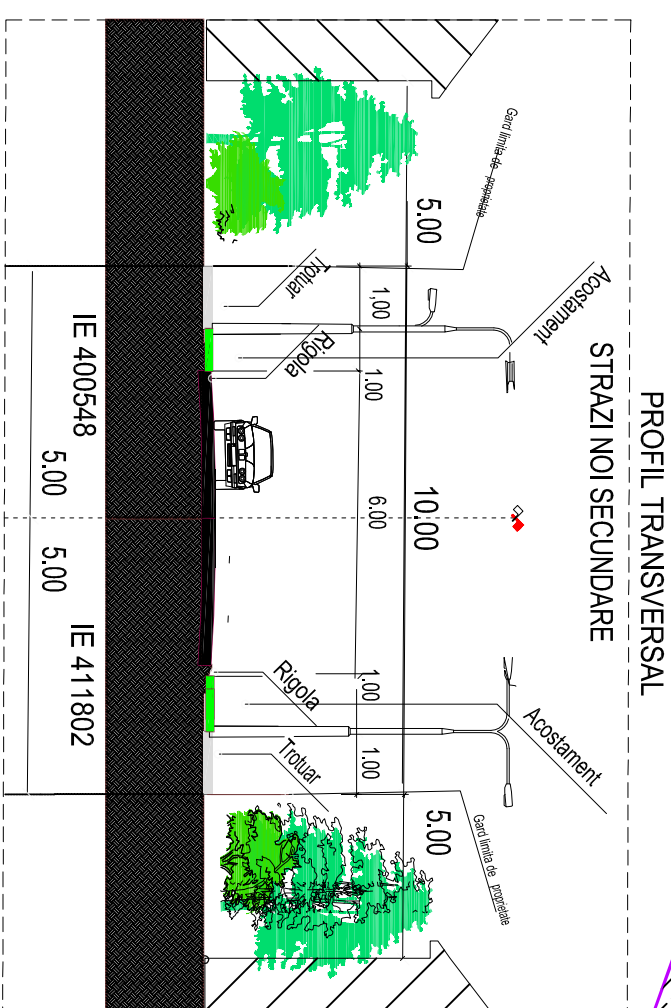 PROFIL TRANSVERSAL
STRAZI NOI SECUNDARE
Gard limita de proprietate
Acostament
Acostament
Gard limita de proprietate
5.00
10.00
5.00
Trotuar
1,00
Rigola
1.00
6.00
1.00
Rigola
1.00
Trotuar
IE 400548
IE 411802
5.00
5.00